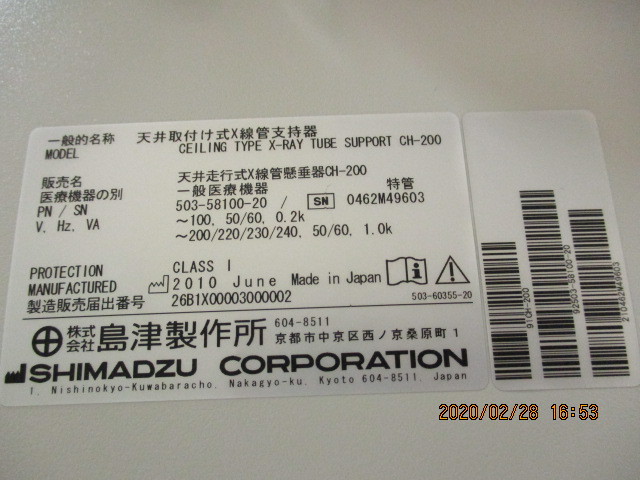 一般的名称 天井取付け式X線管支持器
MODEL CEILING TYPE X-RAY TUBE SUPPORT CH-200
販売名 天井走行式X線管懸垂器CH-200
医療機器の別 一般医療機器 特管
PN / SN 503-58100-20 / SN 0462M49603
V, Hz, VA ～100, 50/60, 0.2k
～200/220/230/240, 50/60, 1.0k
PROTECTION CLASS I
MANUFACTURED 2010 June Made in Japan
製造販売届出番号 26B1X00003000002
503-60355-20
株式会社 島津製作所 604-8511
京都市中京区西ノ京桑原町1
SHIMADZU CORPORATION
1, Nishinokyo-Kuwabaracho, Nakagyo-ku, Kyoto 604-8511, Japan
91CH-200
92503-58100-20
210462M49603
2020/02/28 16:53